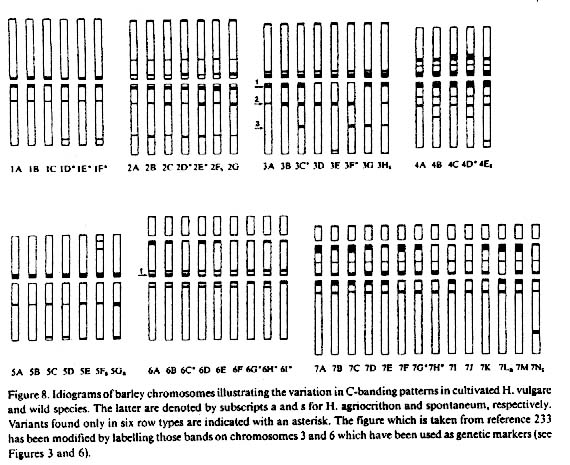 1A 1B 1C 1D* 1E* 1F*
2A 2B 2C 2D* 2E* 2Fs 2G
1
2
3
3A 3B 3C* 3D 3E 3F* 3G 3Hs
4A 4B 4C 4D* 4Es
5A 5B 5C 5D 5E 5Fs 5Ga
1
6A 6B 6C* 6D 6E 6F 6G* 6H* 6I*
7A 7B 7C 7D 7E 7F 7G* 7H* 7I 7J 7K 7La 7M 7Ns
Figure 8. Idiograms of barley chromosomes illustrating the variation in C-banding patterns in cultivated H. vulgare
and wild species. The latter are denoted by subscripts a and s for H. agriocrithon and spontaneum, respectively.
Variants found only in six row types are indicated with an asterisk. The figure which is taken from reference 233
has been modified by labelling those bands on chromosomes 3 and 6 which have been used as genetic markers (see
Figures 3 and 6).